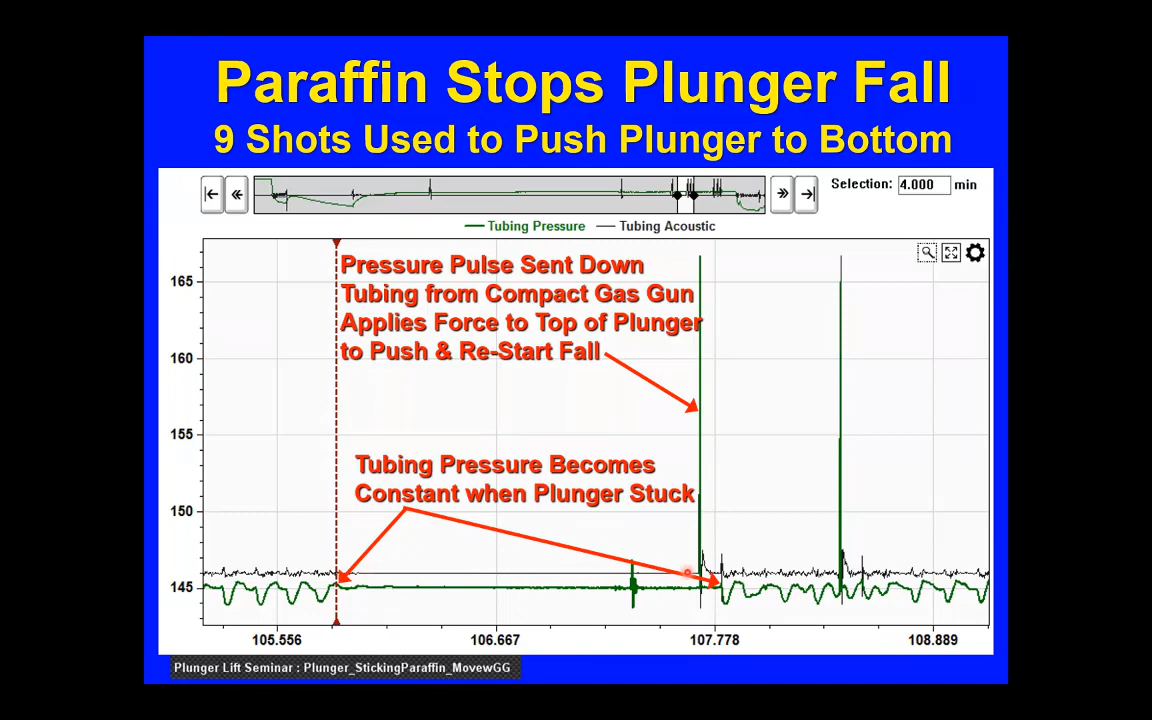 Paraffin Stops Plunger Fall
9 Shots Used to Push Plunger to Bottom
Selection: 4.000 min
Tubing Pressure Tubing Acoustic
Pressure Pulse Sent Down
Tubing from Compact Gas Gun
Applies Force to Top of Plunger
to Push & Re-Start Fall
Tubing Pressure Becomes
Constant when Plunger Stuck
165
160
155
150
145
105.556 106.667 107.778 108.889
Plunger Lift Seminar : Plunger_StickingParaffin_MovewGG